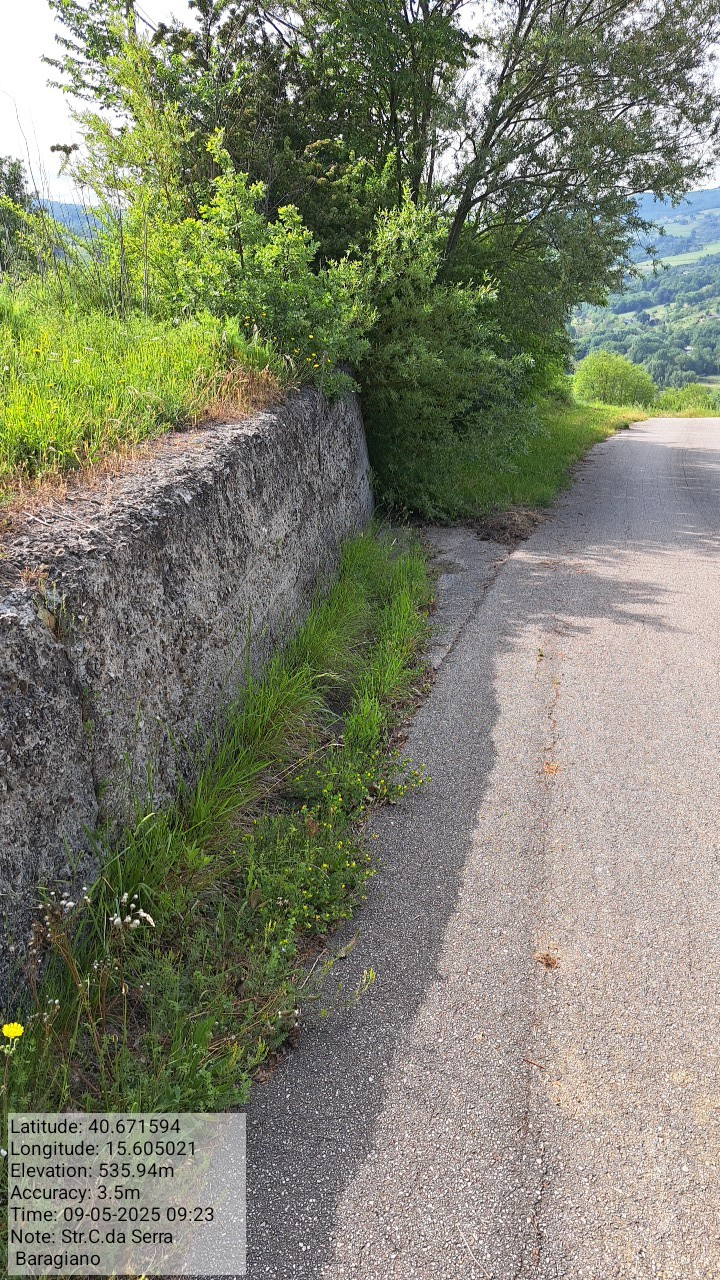 Latitude: 40.671594
Longitude: 15.605021
Elevation: 535.94m
Accuracy: 3.5m
Time: 09-05-2025 09:23
Note: Str.C.da Serra
Baragiano